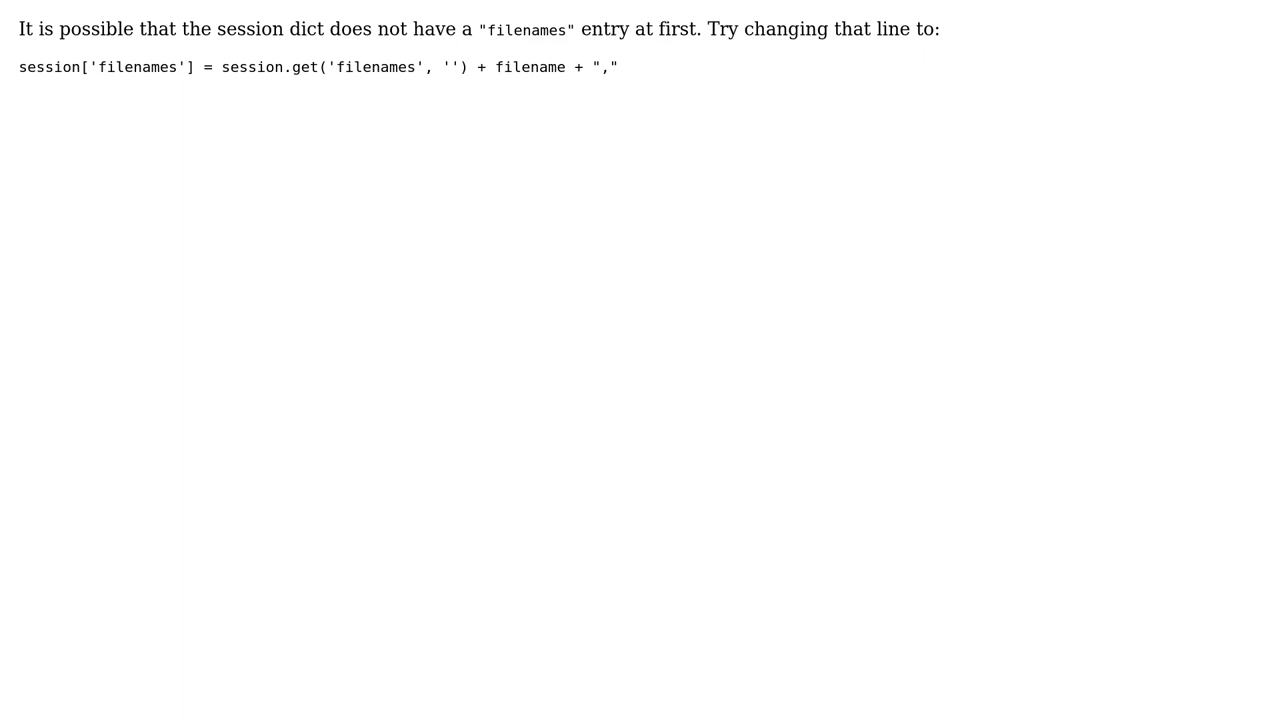 It is possible that the session dict does not have a "filenames" entry at first. Try changing that line to:
session['filenames'] = session.get('filenames', '') + filename + ","